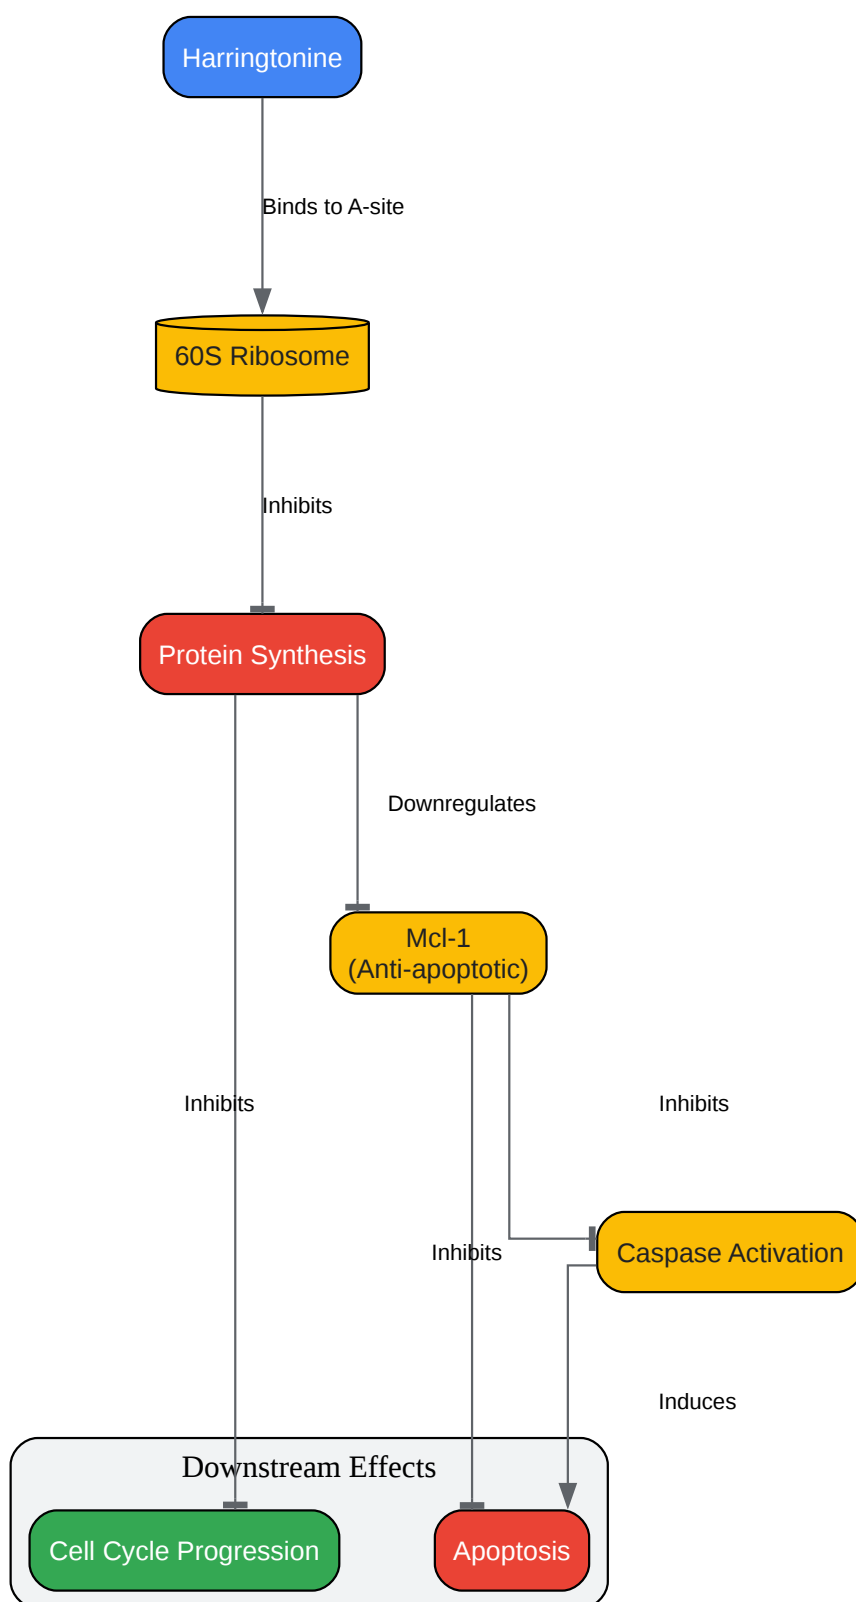 Harringtonine
Binds to A-site
60S Ribosome
Inhibits
Protein Synthesis
Downregulates
Mcl-1
(Anti-apoptotic)
Inhibits
Inhibits
Inhibits
Caspase Activation
Induces
Downstream Effects
Cell Cycle Progression
Apoptosis